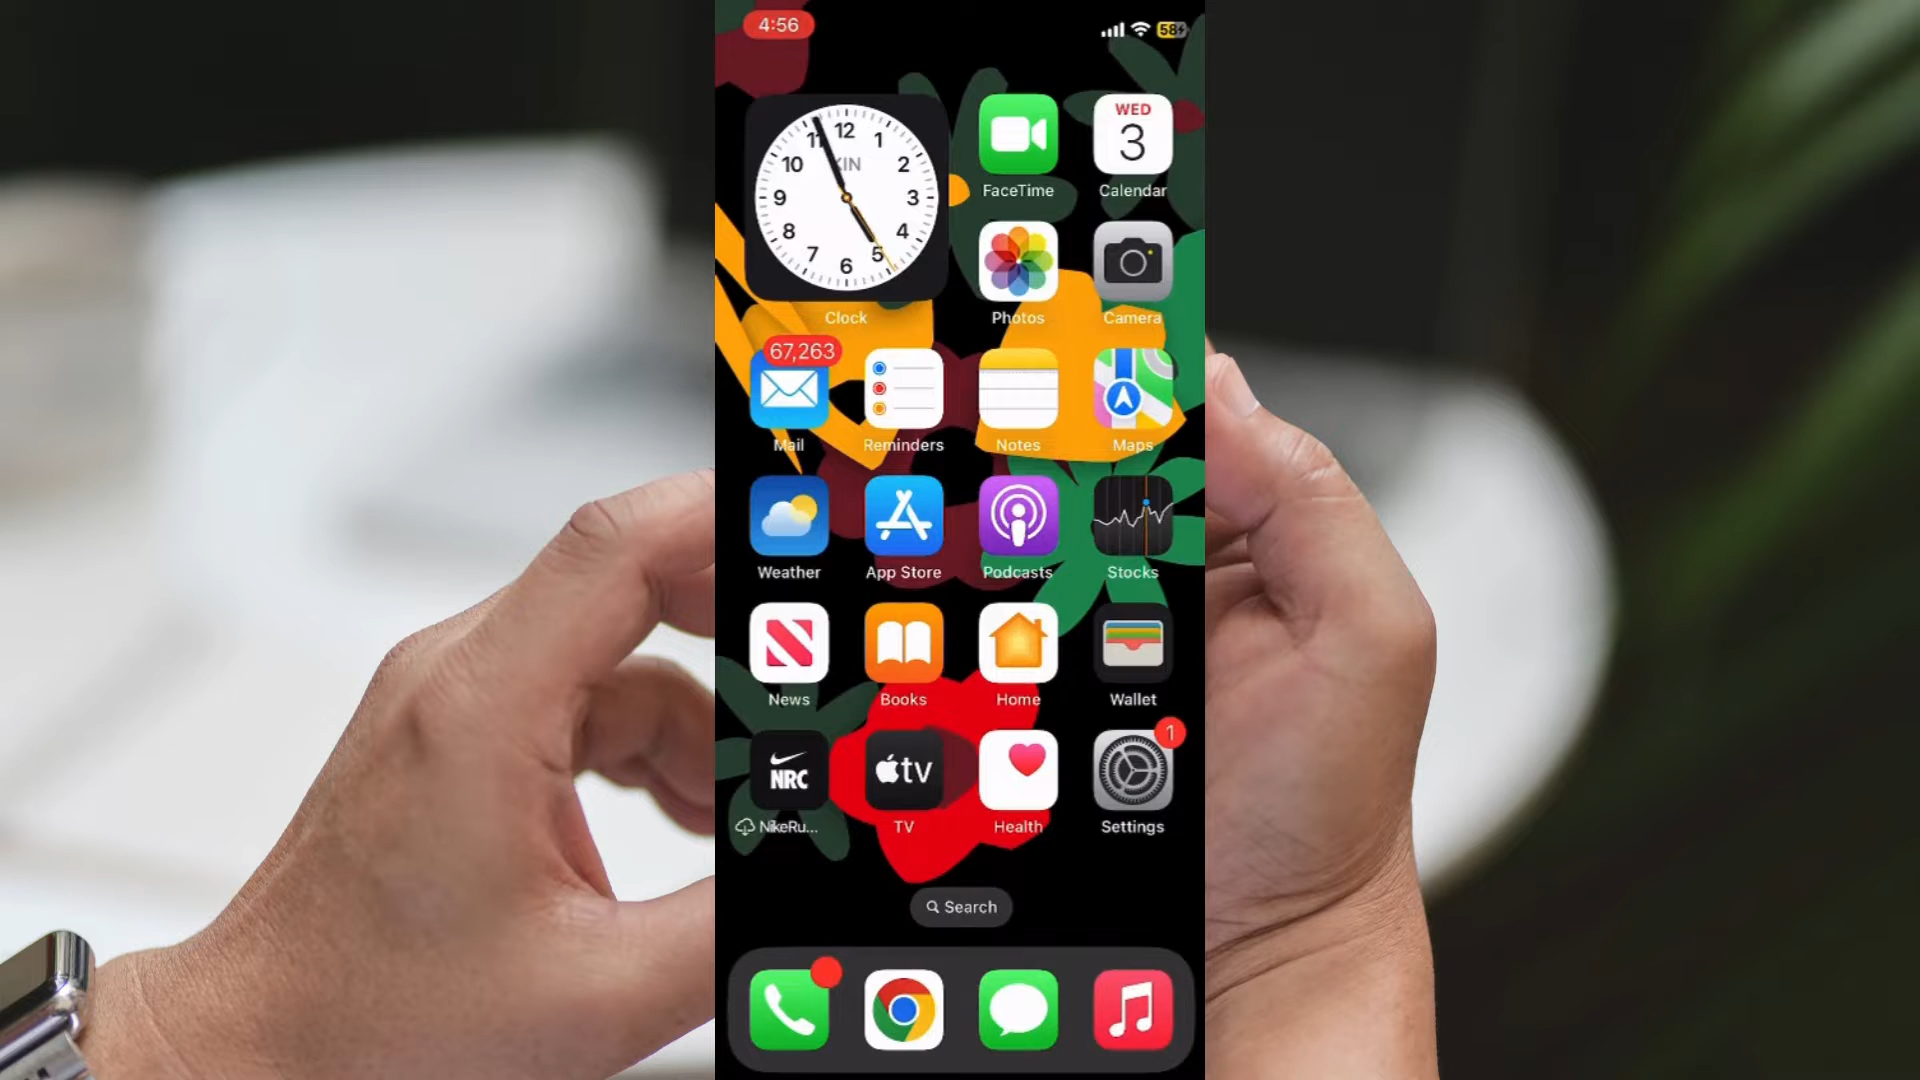 4:56
58
12
11
1
XIN
10
2
9
3
8
4
7
5
6
WED
3
FaceTime
Calendar
Clock
Photos
Camera
67,263
Mail
Reminders
Notes
Maps
Weather
App Store
Podcasts
Stocks
News
Books
Home
Wallet
NRC
tv
1
NikeRu...
TV
Health
Settings
Search